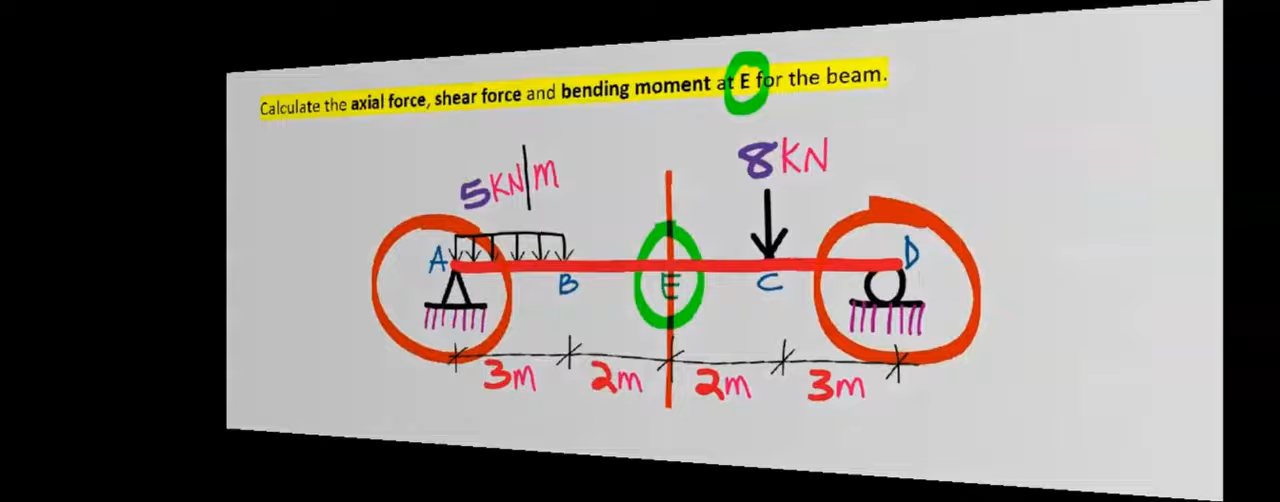 Calculate the axial force, shear force and bending moment at E for the beam.
5KN/m
8KN
A
B
E
C
D
3m
2m
2m
3m